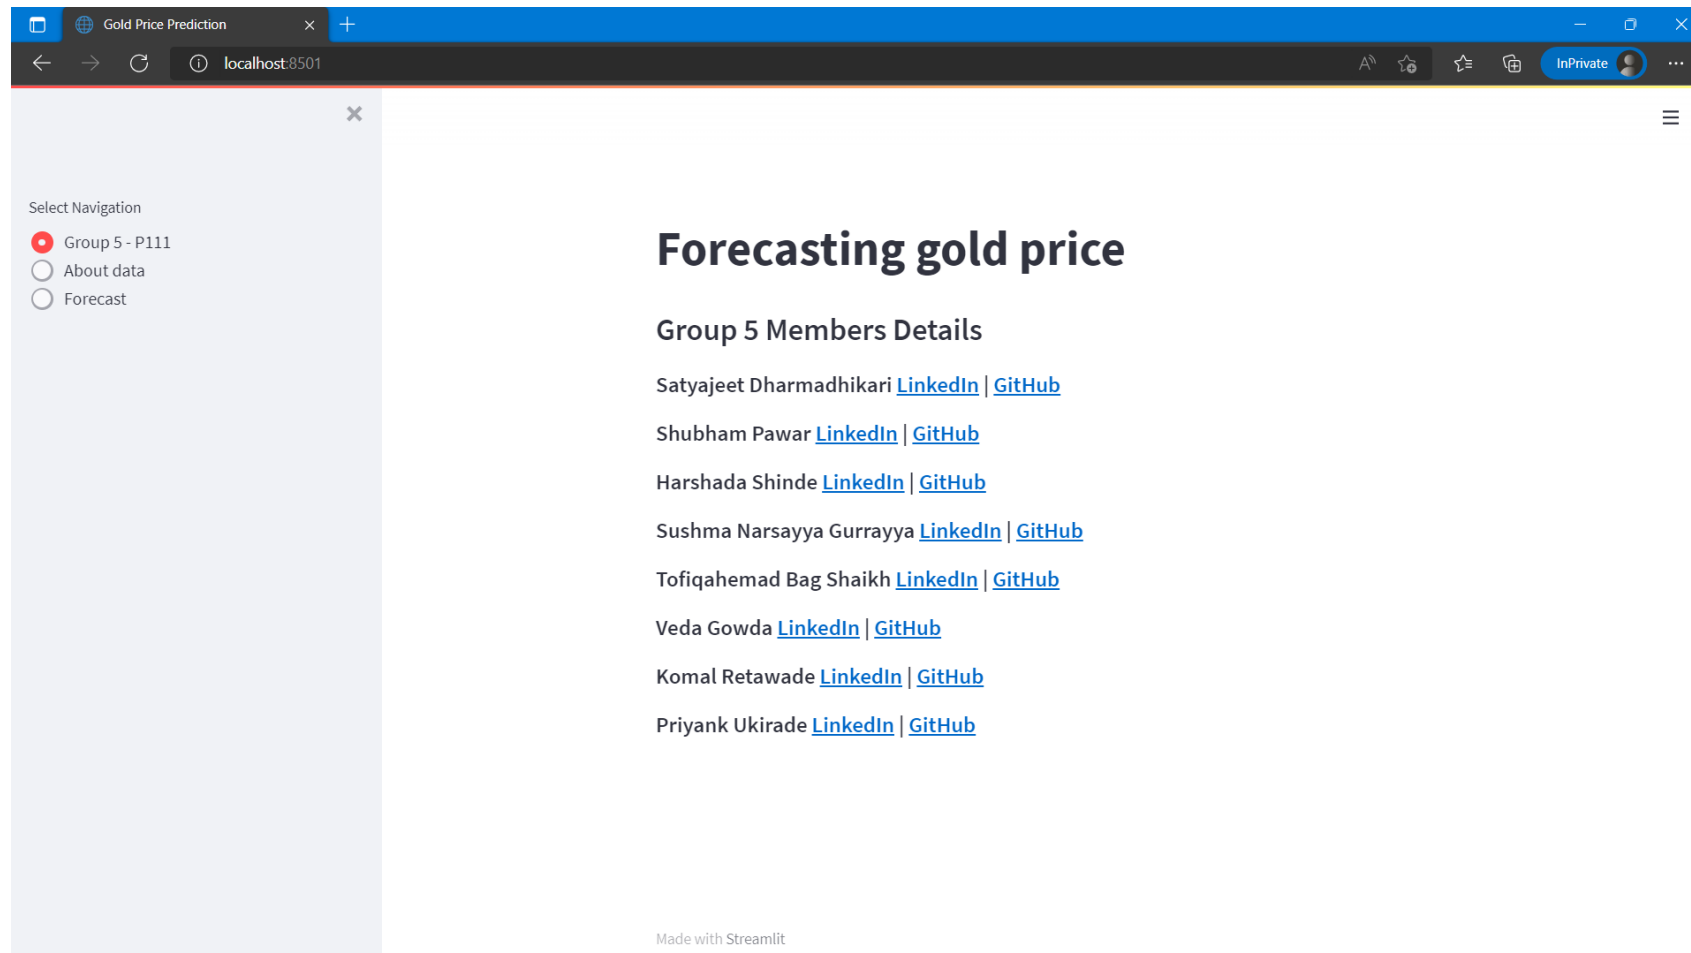 Gold Price Prediction
localhost:8501
InPrivate
Select Navigation
Group 5 - P111
About data
Forecast
Forecasting gold price
Group 5 Members Details
Satyajeet Dharmadhikari LinkedIn | GitHub
Shubham Pawar LinkedIn | GitHub
Harshada Shinde LinkedIn | GitHub
Sushma Narsayya Gurrayya LinkedIn | GitHub
Tofiqahemad Bag Shaikh LinkedIn | GitHub
Veda Gowda LinkedIn | GitHub
Komal Retawade LinkedIn | GitHub
Priyank Ukirade LinkedIn | GitHub
Made with Streamlit